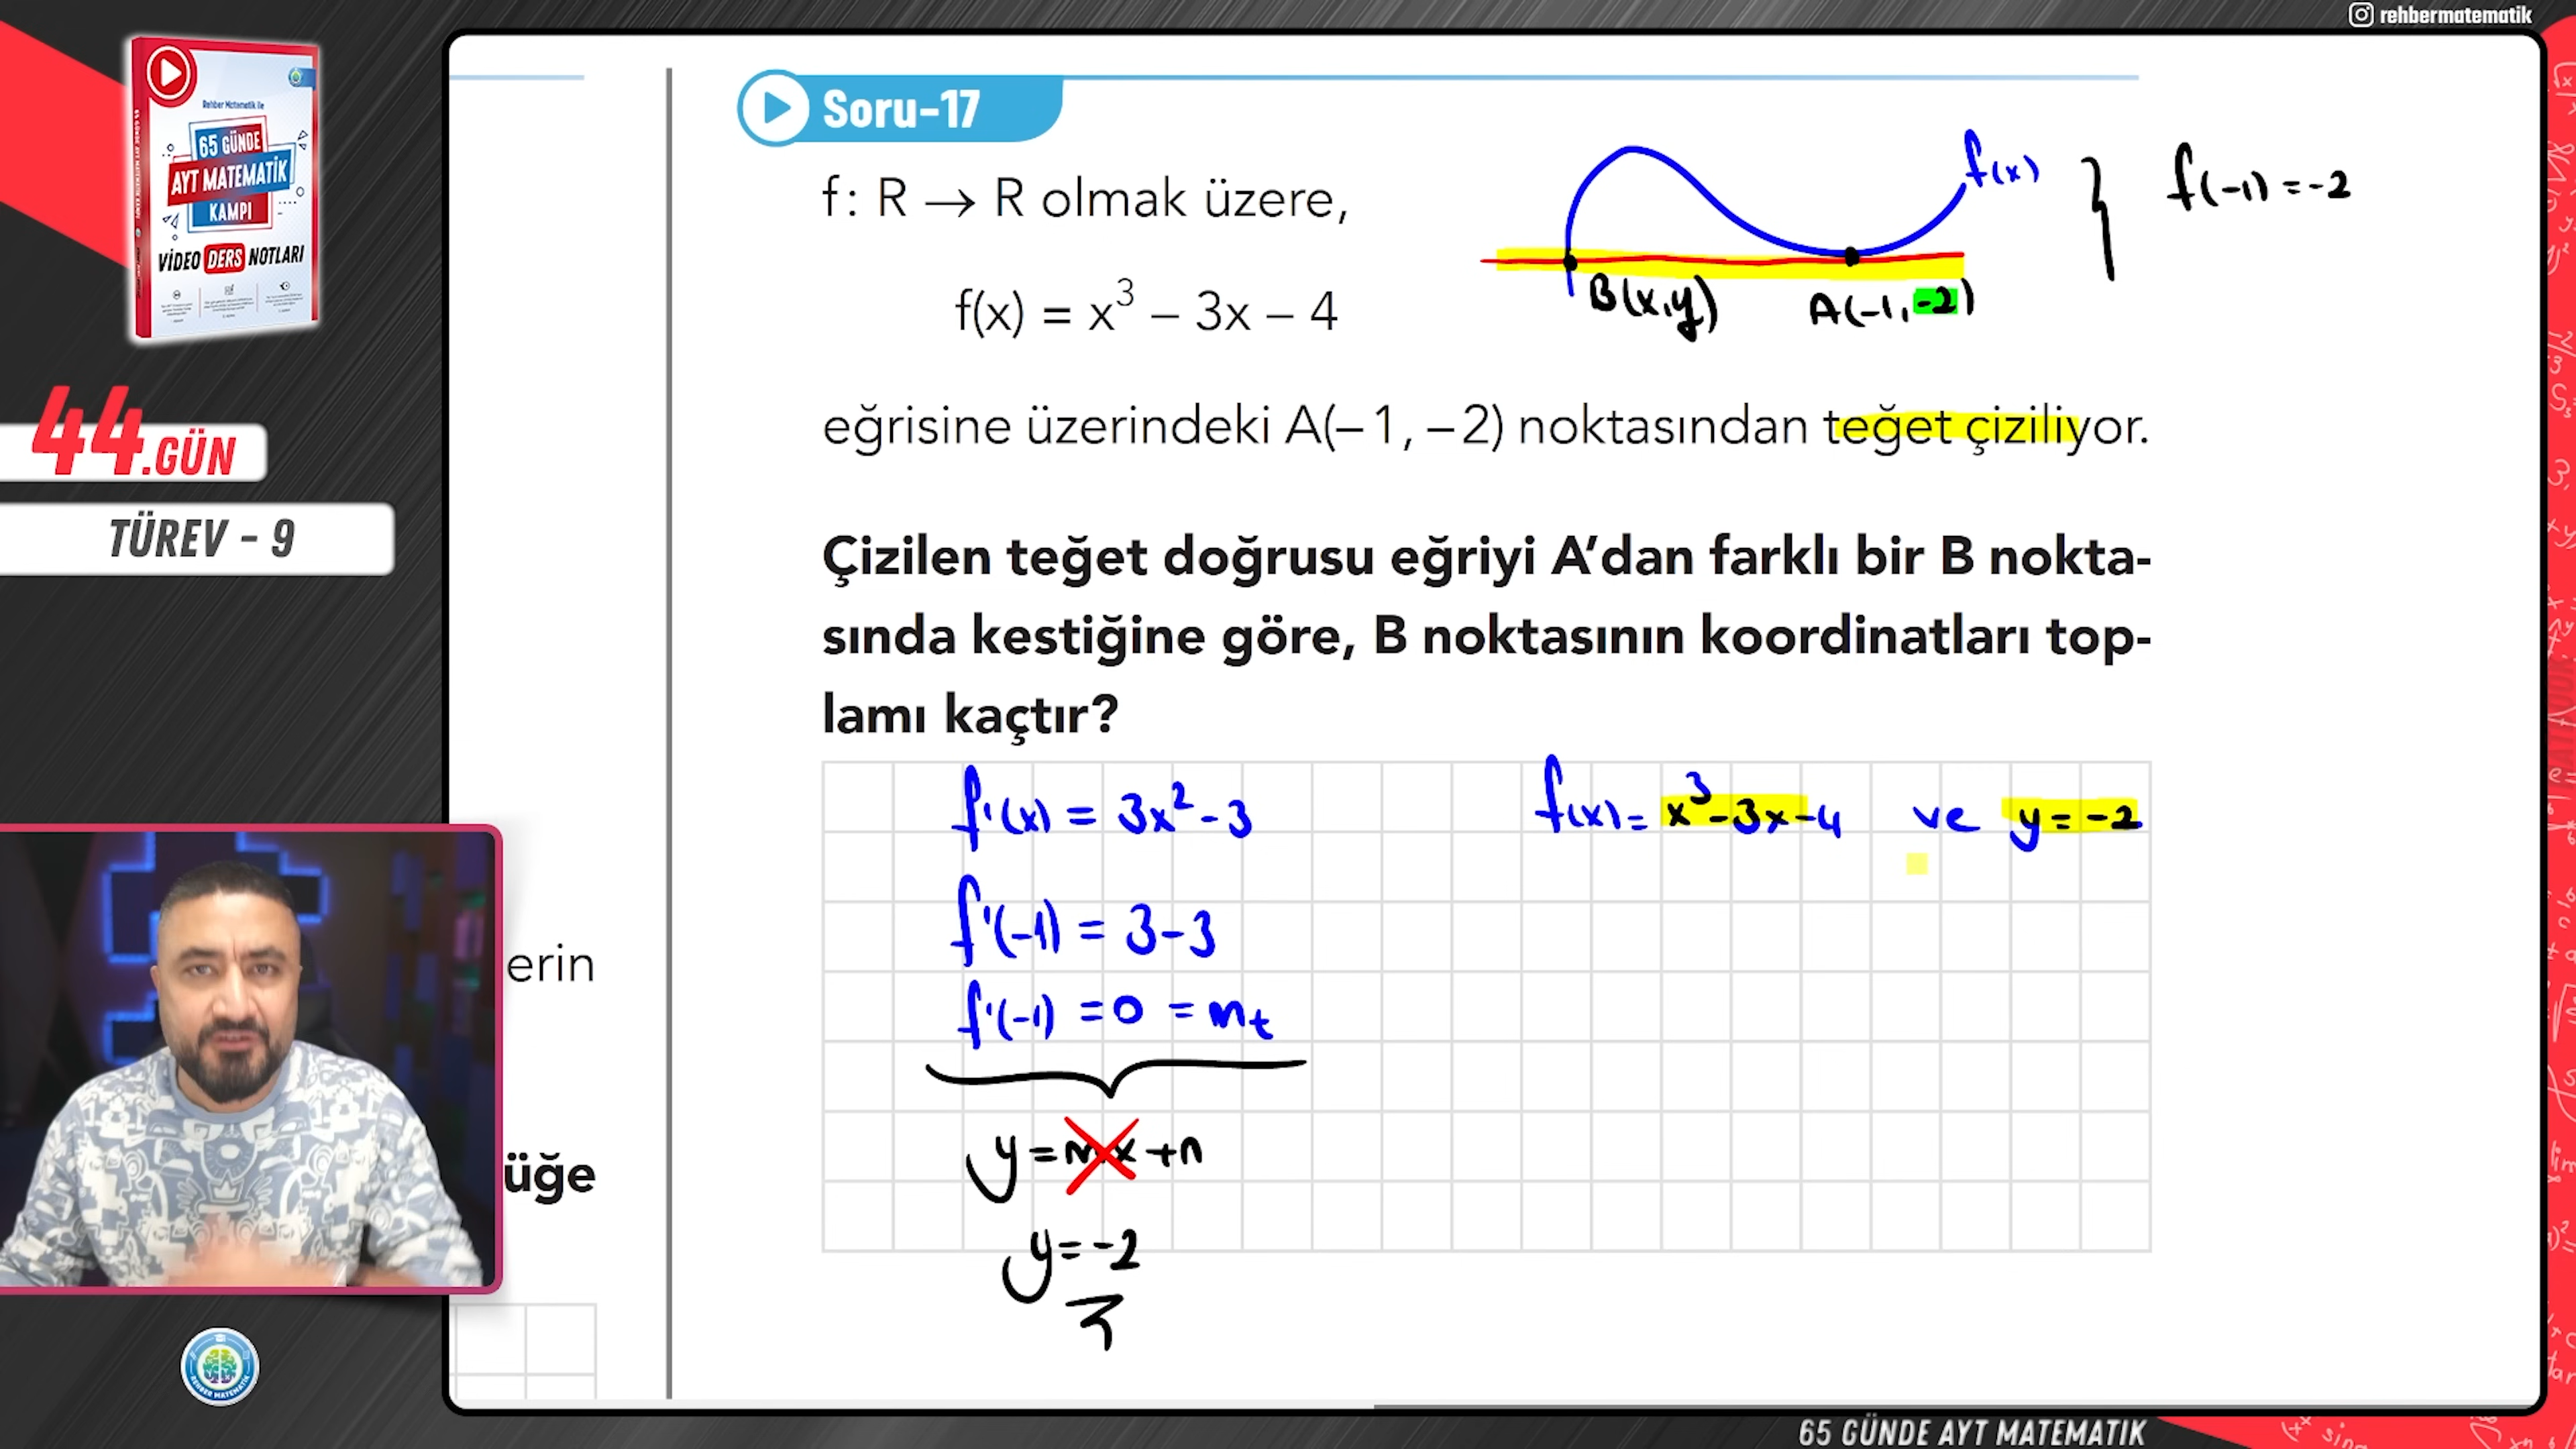 rehbermatematik
Rehber Matematik ile
65 GÜNDE
AYT MATEMATİK
KAMPI
VİDEO DERS NOTLARI
44.GÜN
TÜREV - 9
Soru-17
f: R → R olmak üzere,
f(x) = x³ – 3x – 4
f(x)
B(x,y)
A(-1,-2)
f(-1)=-2
eğrisine üzerindeki A(–1, –2) noktasından teğet çiziliyor.
Çizilen teğet doğrusu eğriyi A’dan farklı bir B nokta-
sında kestiğine göre, B noktasının koordinatları top-
lamı kaçtır?
f'(x) = 3x²-3
f(x)= x³-3x-4 ve y=-2
f'(-1) = 3-3
f'(-1) =0 = mt
y=mx+n
y=-2
erin
üğe
REHBER MATEMATİK
65 GÜNDE AYT MATEMATİK